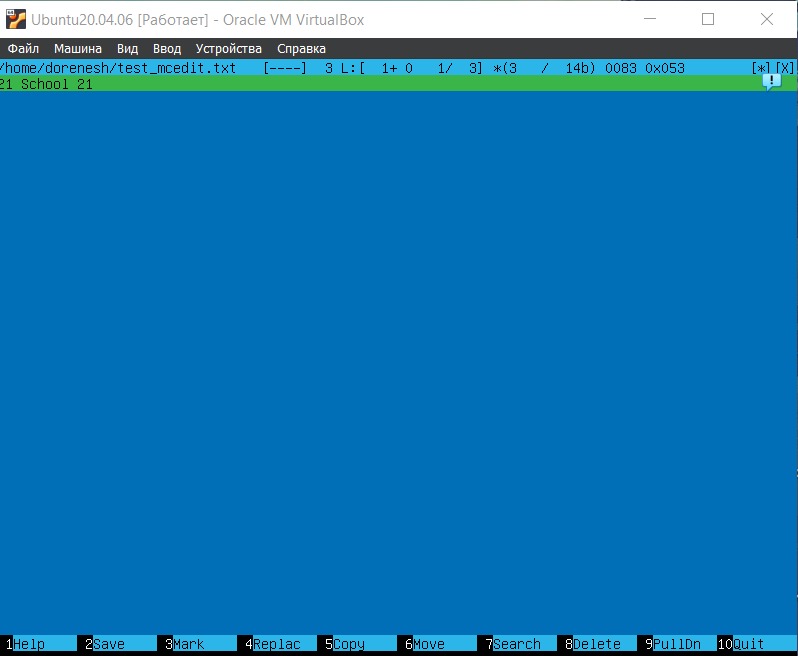 Ubuntu20.04.06 [Работает] - Oracle VM VirtualBox
Файл Машина Вид Ввод Устройства Справка
/home/dorenesh/test_mcedit.txt [----] 3 L:[ 1+ 0 1/ 3] *(3 / 14b) 0083 0x053 [*][X]
21 School 21
1Help 2Save 3Mark 4Replac 5Copy 6Move 7Search 8Delete 9PullDn 10Quit